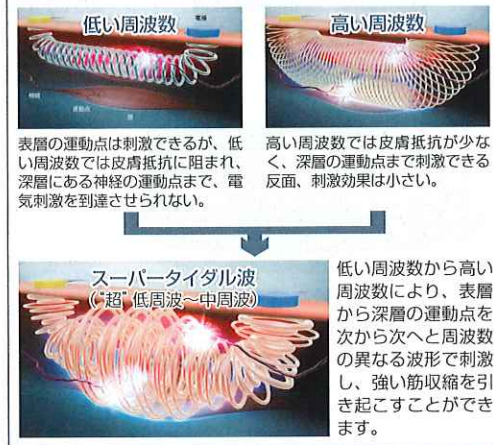 低い周波数
電極
神経
運動点
筋
表層の運動点は刺激できるが、低
い周波数では皮膚抵抗に阻まれ、
深層にある神経の運動点まで、電
気刺激を到達させられない。
高い周波数
高い周波数では皮膚抵抗が少な
く、深層の運動点まで刺激できる
反面、刺激効果は小さい。
スーパータイダル波
(“超”低周波～中周波)
低い周波数から高い
周波数により、表層
から深層の運動点を
次から次へと周波数
の異なる波形で刺激
し、強い筋収縮を引
き起こすことができ
ます。